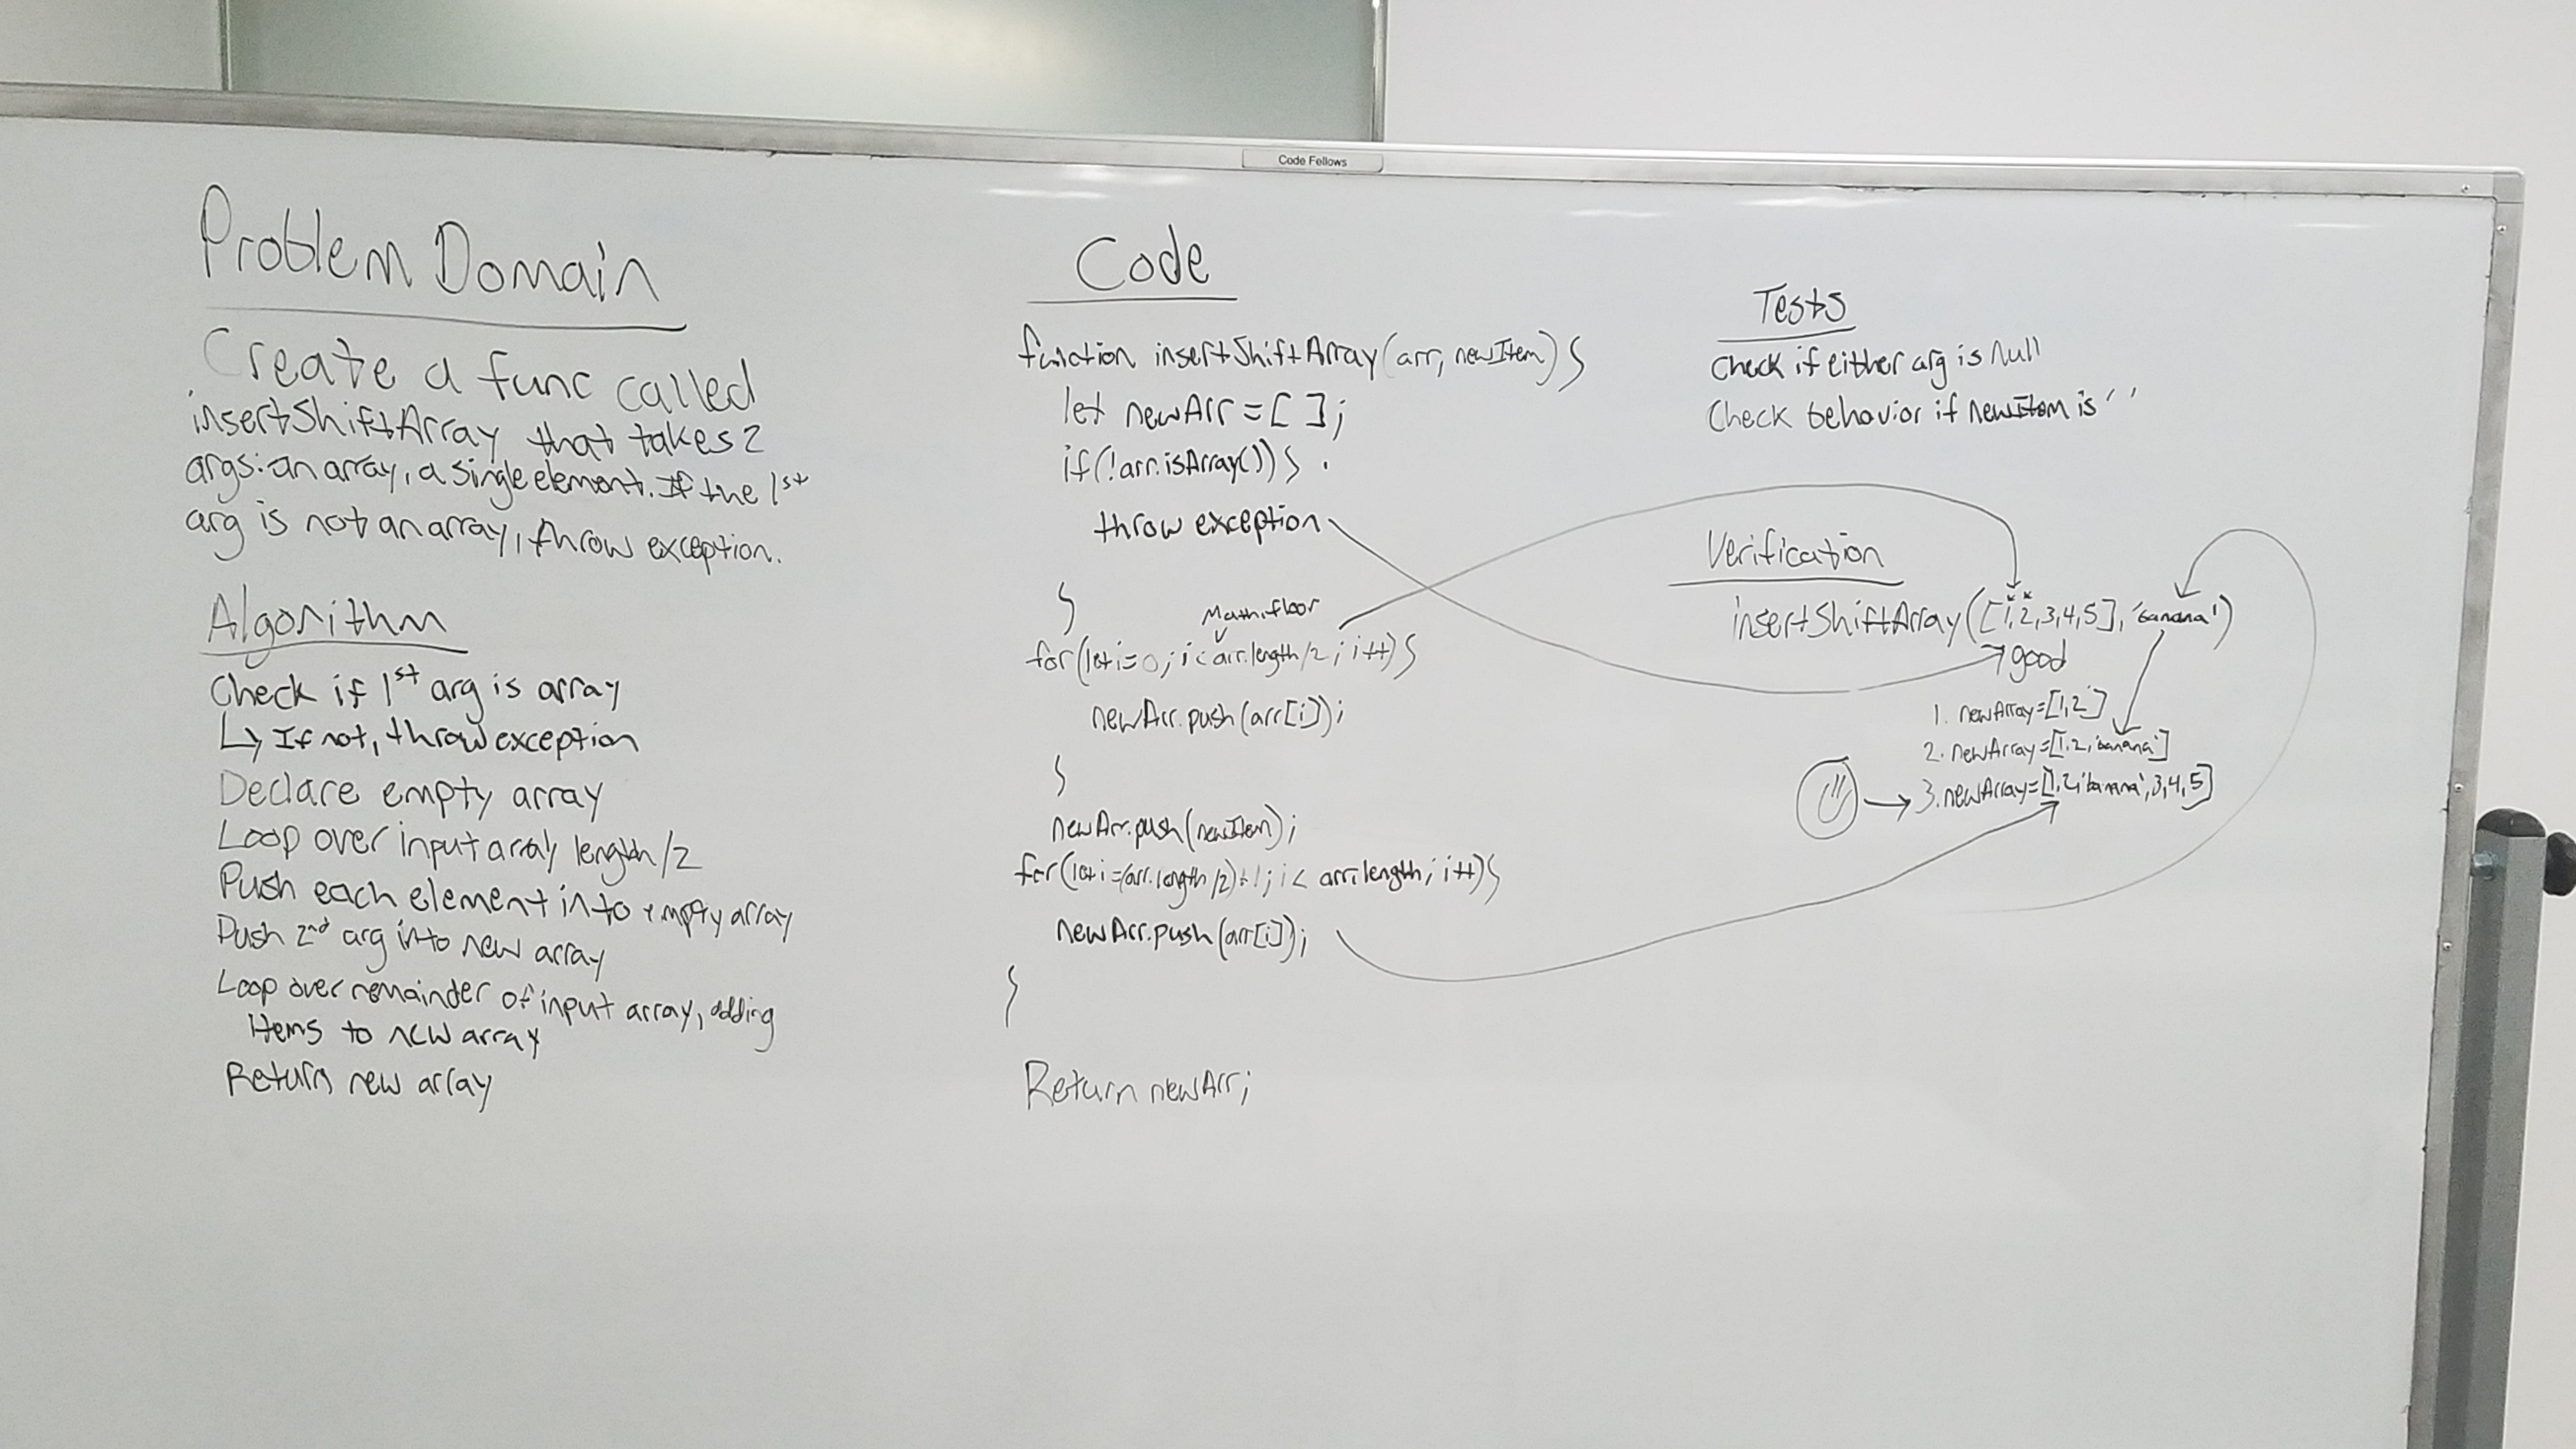 Code Fellows
Problem Domain
Create a func called
insertShiftArray that takes 2
args: an array, a single element. If the 1st
arg is not an array, throw exception.
Algorithm
Check if 1st arg is array
↳ If not, throw exception
Declare empty array
Loop over input array length/2
Push each element into empty array
Push 2nd arg into new array
Loop over remainder of input array, adding
Items to new array
Return new array
Code
function insertShiftArray(arr, newItem) {
let newArr = [ ];
if(!arr.isArray()) {
throw exception
}
Math.floor
for(let i=0; i < arr.length/2; i++) {
newArr.push(arr[i]);
}
newArr.push(newItem);
for(let i=(arr.length/2)+1; i < arr.length; i++) {
newArr.push(arr[i]);
}
Return newArr;
Tests
Check if either arg is Null
Check behavior if newItem is ' '
Verification
insertShiftArray([1,2,3,4,5], 'banana')
good
1. newArray=[1,2]
2. newArray=[1,2,'banana']
3. newArray=[1,2,'banana',3,4,5]